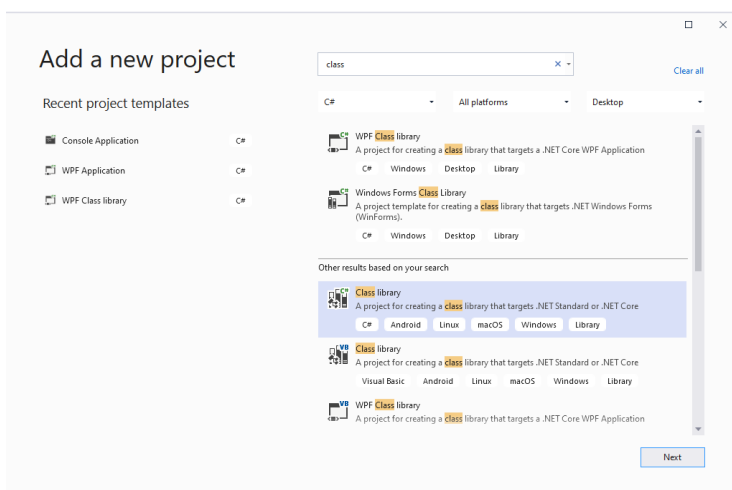 Add a new project
Recent project templates
Console Application C#
WPF Application C#
WPF Class library C#
class
Clear all
C# All platforms Desktop
C#
WPF Class library
A project for creating a class library that targets a .NET Core WPF Application
C# Windows Desktop Library
C#
Windows Forms Class Library
A project template for creating a class library that targets .NET Windows Forms
(WinForms).
C# Windows Desktop Library
Other results based on your search
C#
Class library
A project for creating a class library that targets .NET Standard or .NET Core
C# Android Linux macOS Windows Library
VB
Class library
A project for creating a class library that targets .NET Standard or .NET Core
Visual Basic Android Linux macOS Windows Library
VB
WPF Class library
A project for creating a class library that targets a .NET Core WPF Application
Next